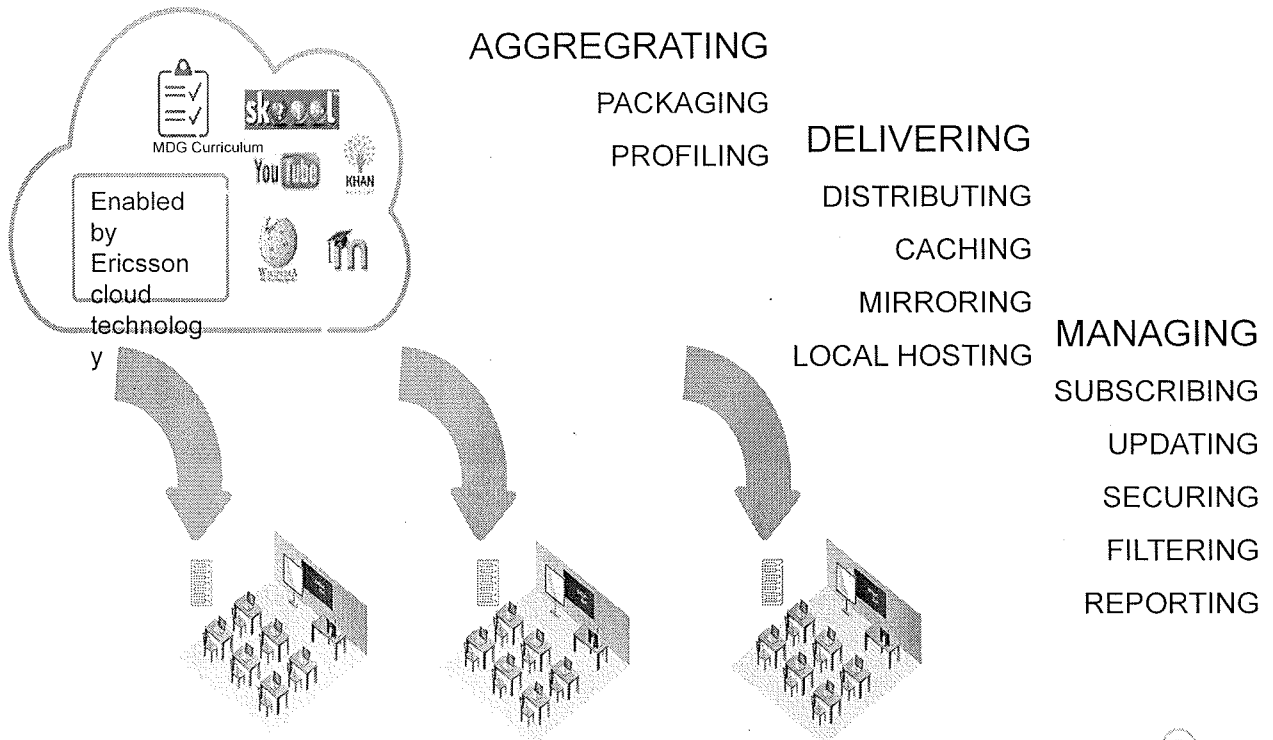 AGGREGRATING
PACKAGING
PROFILING
DELIVERING
DISTRIBUTING
CACHING
MIRRORING
LOCAL HOSTING
MANAGING
SUBSCRIBING
UPDATING
SECURING
FILTERING
REPORTING
MDG Curriculum
YouTube
KHAN
WIKIPEDIA
Enabled
by
Ericsson
cloud
technolog
y